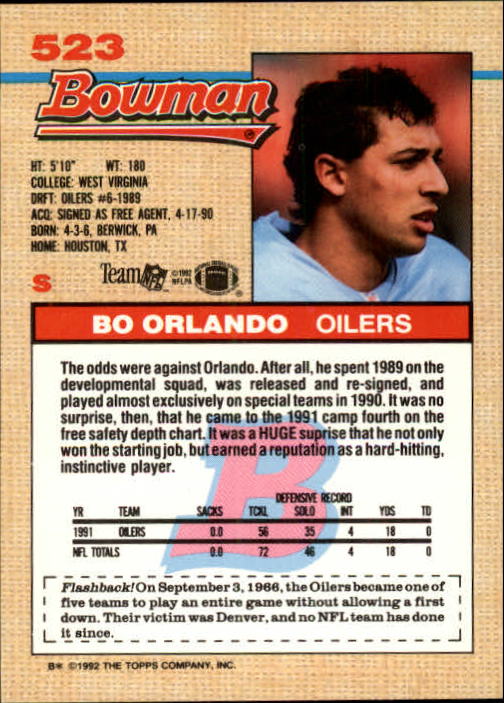 523
Bowman
HT: 5'10" WT: 180
COLLEGE: WEST VIRGINIA
DRFT: OILERS #6-1989
ACQ: SIGNED AS FREE AGENT, 4-17-90
BORN: 4-3-6, BERWICK, PA
HOME: HOUSTON, TX
S
Team NFL ©1992 NFLPA
BO ORLANDO OILERS
The odds were against Orlando. After all, he spent 1989 on the
developmental squad, was released and re-signed, and
played almost exclusively on special teams in 1990. It was no
surprise, then, that he came to the 1991 camp fourth on the
free safety depth chart. It was a HUGE suprise that he not only
won the starting job, but earned a reputation as a hard-hitting,
instinctive player.
DEFENSIVE RECORD
YR TEAM SACKS TCKL SOLO INT YDS TD
1991 OILERS 0.0 56 35 4 18 0
NFL TOTALS 0.0 72 46 4 18 0
Flashback! On September 3, 1966, the Oilers became one of
five teams to play an entire game without allowing a first
down. Their victim was Denver, and no NFL team has done
it since.
B* ©1992 THE TOPPS COMPANY, INC.